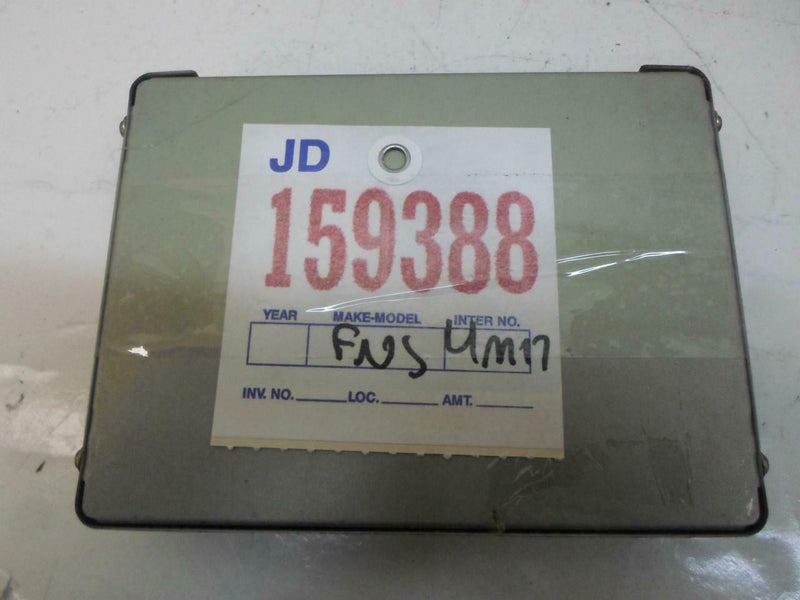 JD
159388
YEAR MAKE-MODEL INTER NO.
FNS UM17
INV. NO. LOC. AMT.